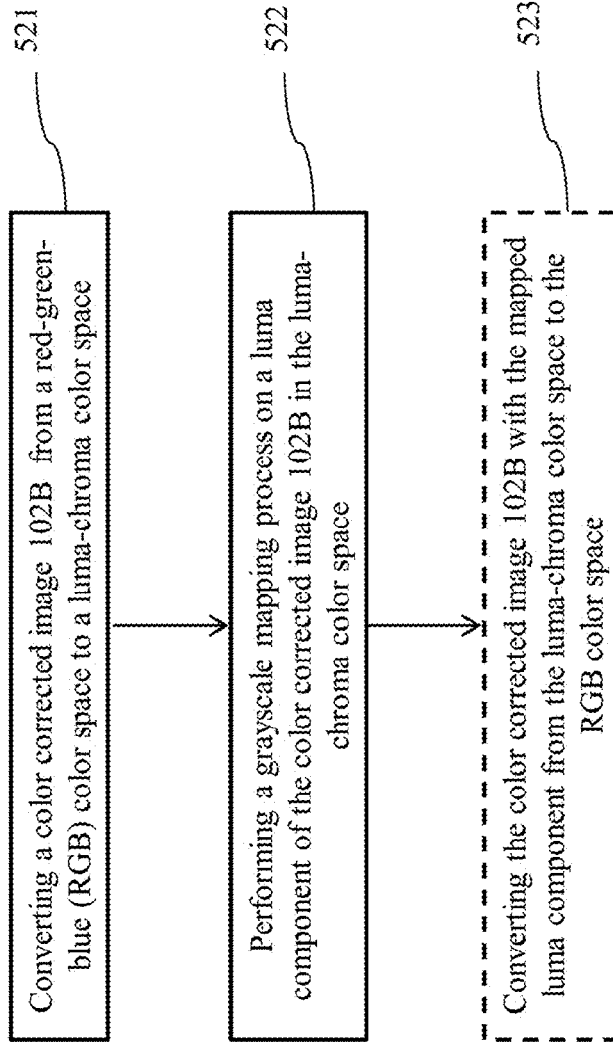 Converting a color corrected image 102B from a red-green-
blue (RGB) color space to a luma-chroma color space
521
Performing a grayscale mapping process on a luma
component of the color corrected image 102B in the luma-
chroma color space
522
Converting the color corrected image 102B with the mapped
luma component from the luma-chroma color space to the
RGB color space
523